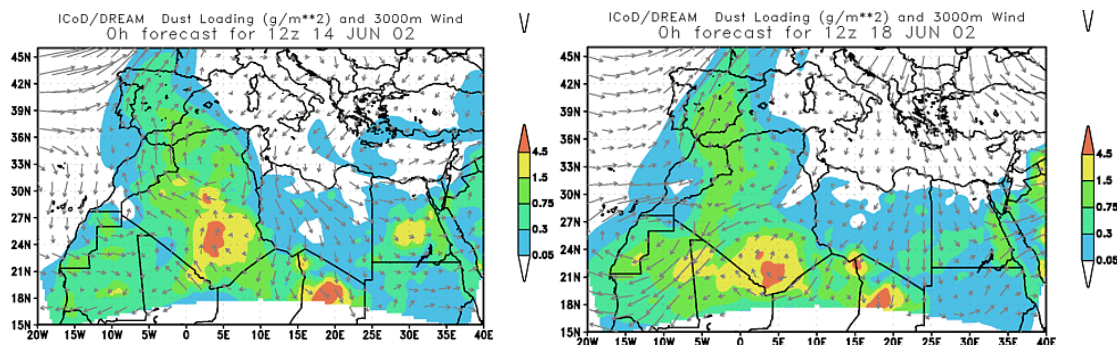 ICoD/DREAM Dust Loading (g/m**2) and 3000m Wind
0h forecast for 12z 14 JUN 02
45N
42N
39N
36N
33N
30N
27N
24N
21N
18N
15N
20W 15W 10W 5W 0 5E 10E 15E 20E 25E 30E 35E 40E
4.5
1.5
0.75
0.3
0.05
ICoD/DREAM Dust Loading (g/m**2) and 3000m Wind
0h forecast for 12z 18 JUN 02
45N
42N
39N
36N
33N
30N
27N
24N
21N
18N
15N
20W 15W 10W 5W 0 5E 10E 15E 20E 25E 30E 35E 40E
4.5
1.5
0.75
0.3
0.05